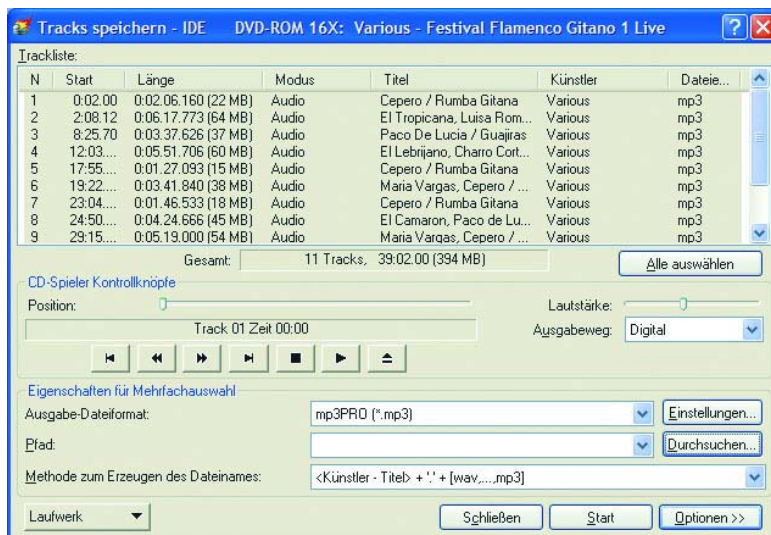 Tracks speichern - IDE DVD-ROM 16X: Various - Festival Flamenco Gitano 1 Live
Trackliste:
N Start Länge Modus Titel Künstler Dateie...
1 0:02.00 0:02.06.160 (22 MB) Audio Cepero / Rumba Gitana Various mp3
2 2:08.12 0:06.17.773 (64 MB) Audio El Tropicana, Luisa Rom... Various mp3
3 8:25.70 0:03.37.626 (37 MB) Audio Paco De Lucia / Guajiras Various mp3
4 12:03.... 0:05.51.706 (60 MB) Audio El Lebrijano, Charro Cort... Various mp3
5 17:55.... 0:01.27.093 (15 MB) Audio Cepero / Rumba Gitana Various mp3
6 19:22.... 0:03.41.840 (38 MB) Audio Maria Vargas, Cepero / ... Various mp3
7 23:04.... 0:01.46.533 (18 MB) Audio Cepero / Rumba Gitana Various mp3
8 24:50.... 0:04.24.666 (45 MB) Audio El Camaron, Paco de Lu... Various mp3
9 29:15.... 0:05.19.000 (54 MB) Audio Maria Vargas, Cepero / ... Various mp3
Gesamt: 11 Tracks, 39:02.00 (394 MB) Alle auswählen
CD-Spieler Kontrollknöpfe
Position: Lautstärke:
Track 01 Zeit 00:00 Ausgabeweg: Digital
Eigenschaften für Mehrfachauswahl
Ausgabe-Dateiformat: mp3PRO (*.mp3) Einstellungen...
Pfad: Durchsuchen...
Methode zum Erzeugen des Dateinames: <Künstler - Titel> + '.' + [wav,...,mp3]
Laufwerk Schließen Start Optionen >>